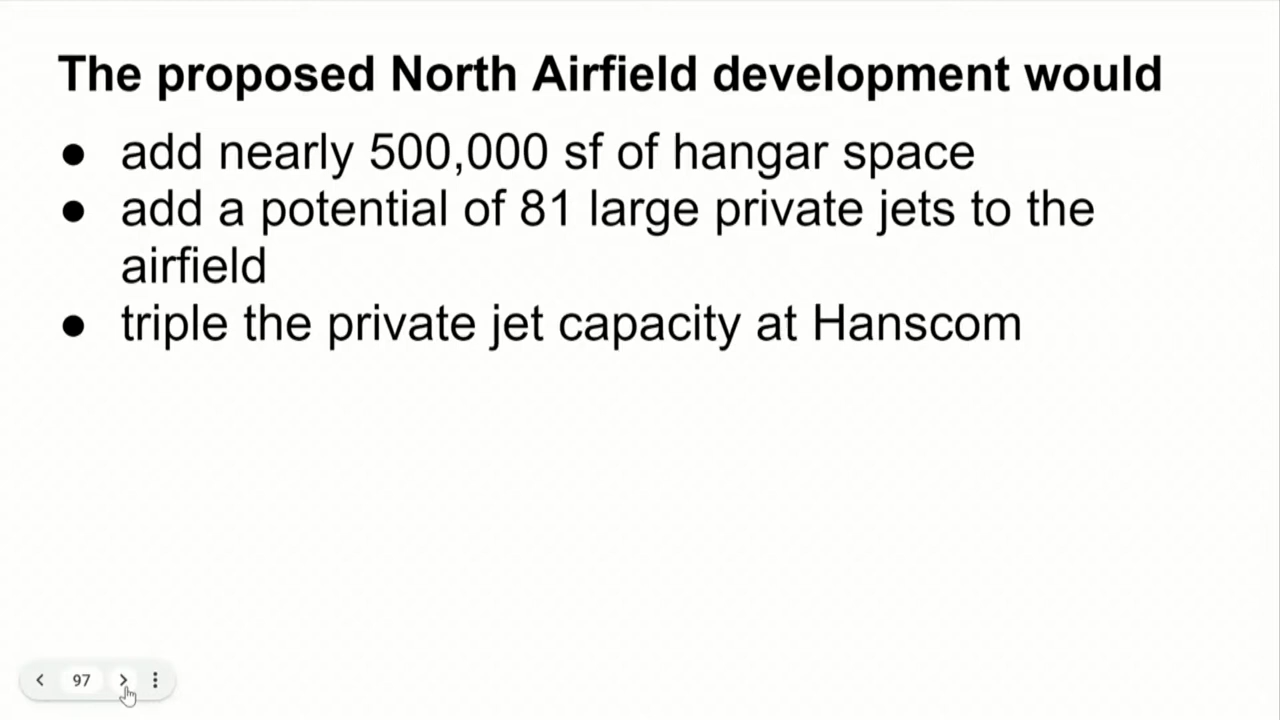 The proposed North Airfield development would
● add nearly 500,000 sf of hangar space
● add a potential of 81 large private jets to the
airfield
● triple the private jet capacity at Hanscom
97